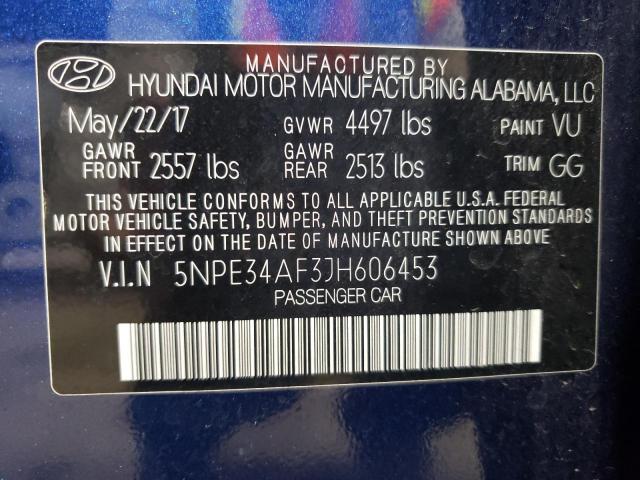 MANUFACTURED BY
HYUNDAI MOTOR MANUFACTURING ALABAMA, LLC
May/22/17 GVWR 4497 lbs PAINT VU
GAWR FRONT 2557 lbs GAWR REAR 2513 lbs TRIM GG
THIS VEHICLE CONFORMS TO ALL APPLICABLE U.S.A. FEDERAL
MOTOR VEHICLE SAFETY, BUMPER, AND THEFT PREVENTION STANDARDS
IN EFFECT ON THE DATE OF MANUFACTURE SHOWN ABOVE.
V.I.N 5NPE34AF3JH606453
PASSENGER CAR